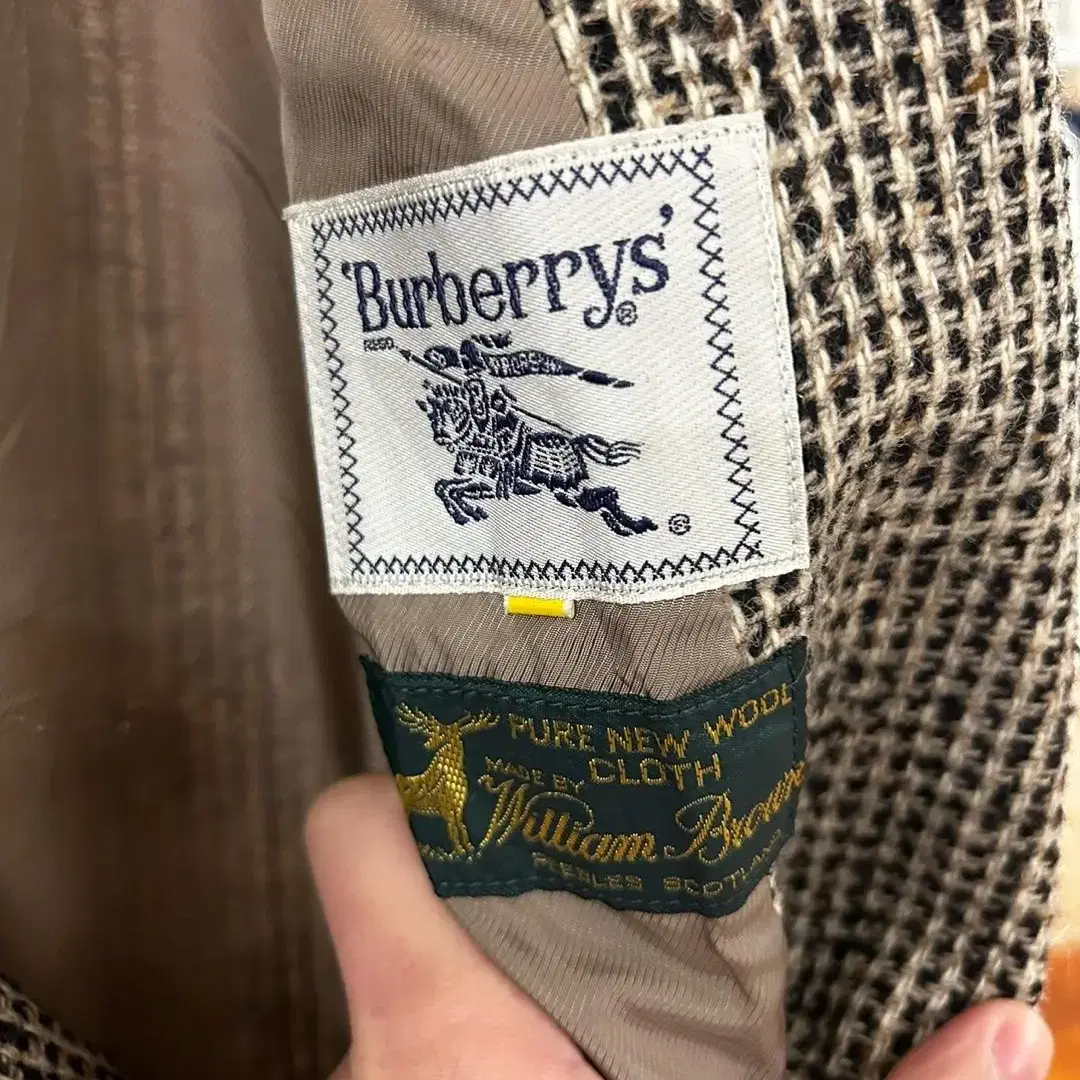 'Burberrys'®
REGD.
®
PURE NEW WOOL
CLOTH
MADE BY
William Brown
PEEBLES SCOTLAND